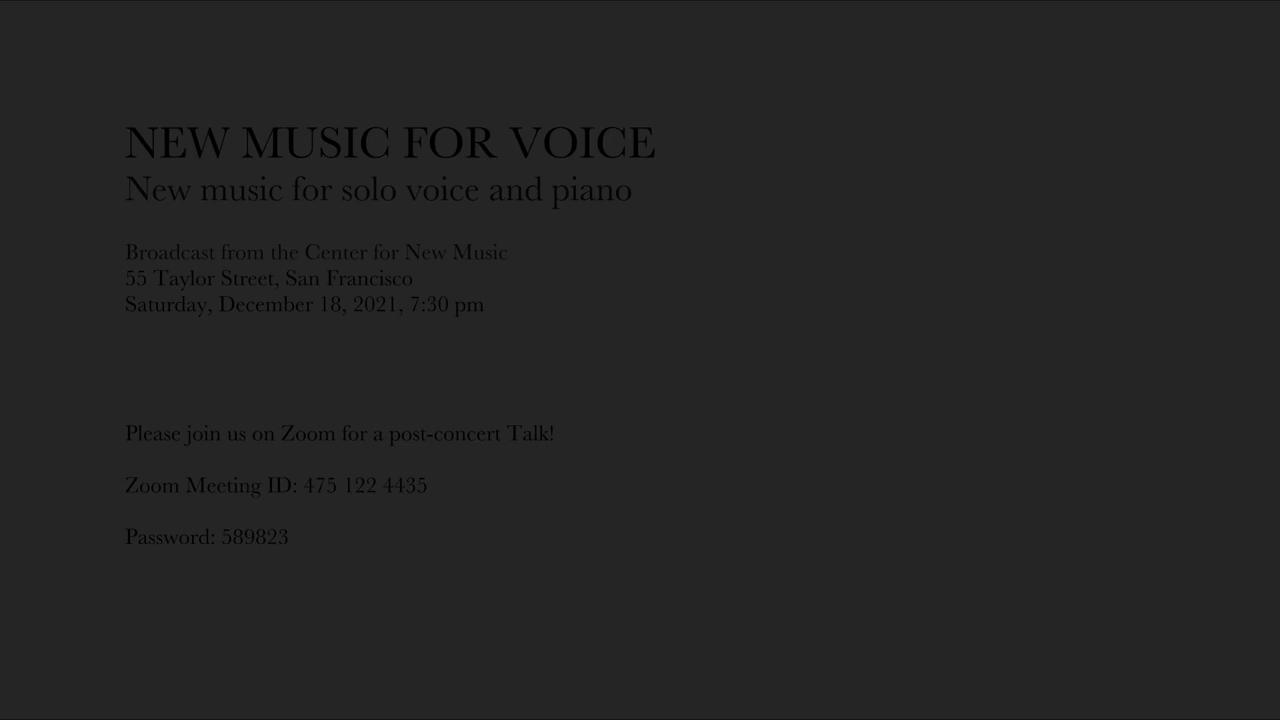 NEW MUSIC FOR VOICE
New music for solo voice and piano
Broadcast from the Center for New Music
55 Taylor Street, San Francisco
Saturday, December 18, 2021, 7:30 pm
Please join us on Zoom for a post-concert Talk!
Zoom Meeting ID: 475 122 4435
Password: 589823